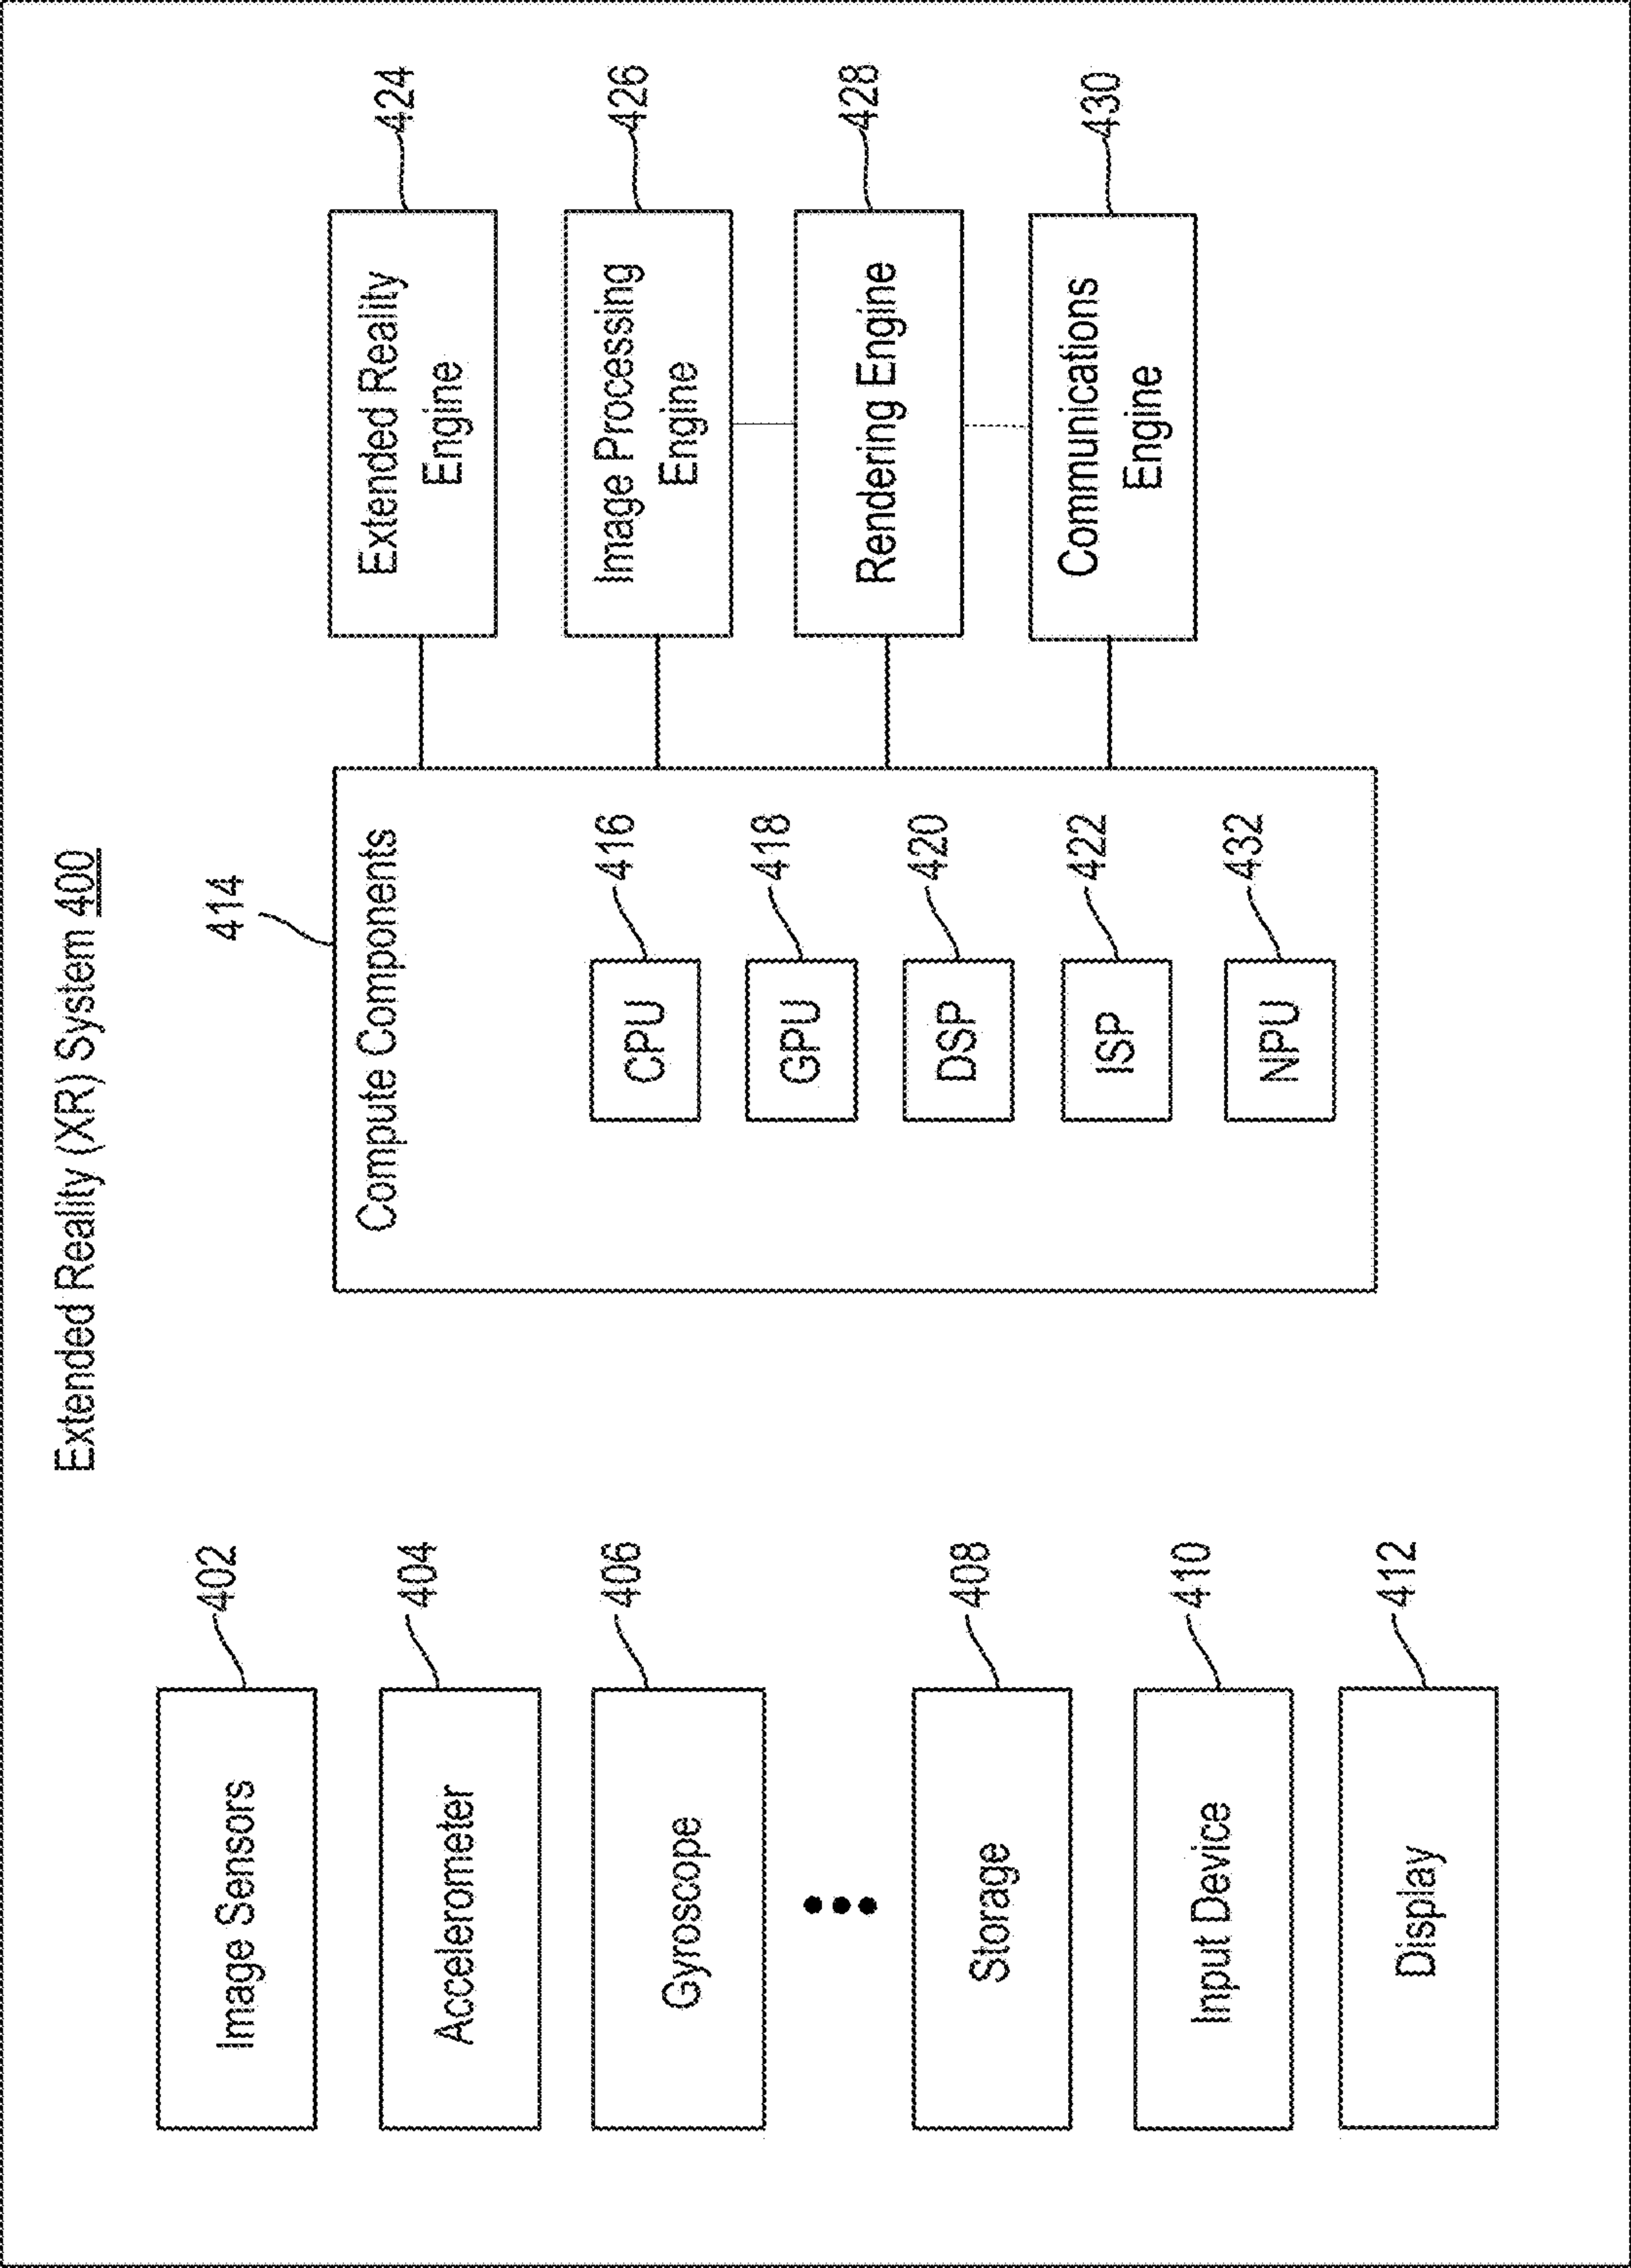 Extended Reality (XR) System 400
402
Image Sensors
404
Accelerometer
406
Gyroscope
408
Storage
410
Input Device
412
Display
414
Compute Components
CPU
416
GPU
418
DSP
420
ISP
422
NPU
432
Extended Reality
Engine
424
Image Processing
Engine
426
Rendering Engine
428
Communications
Engine
430